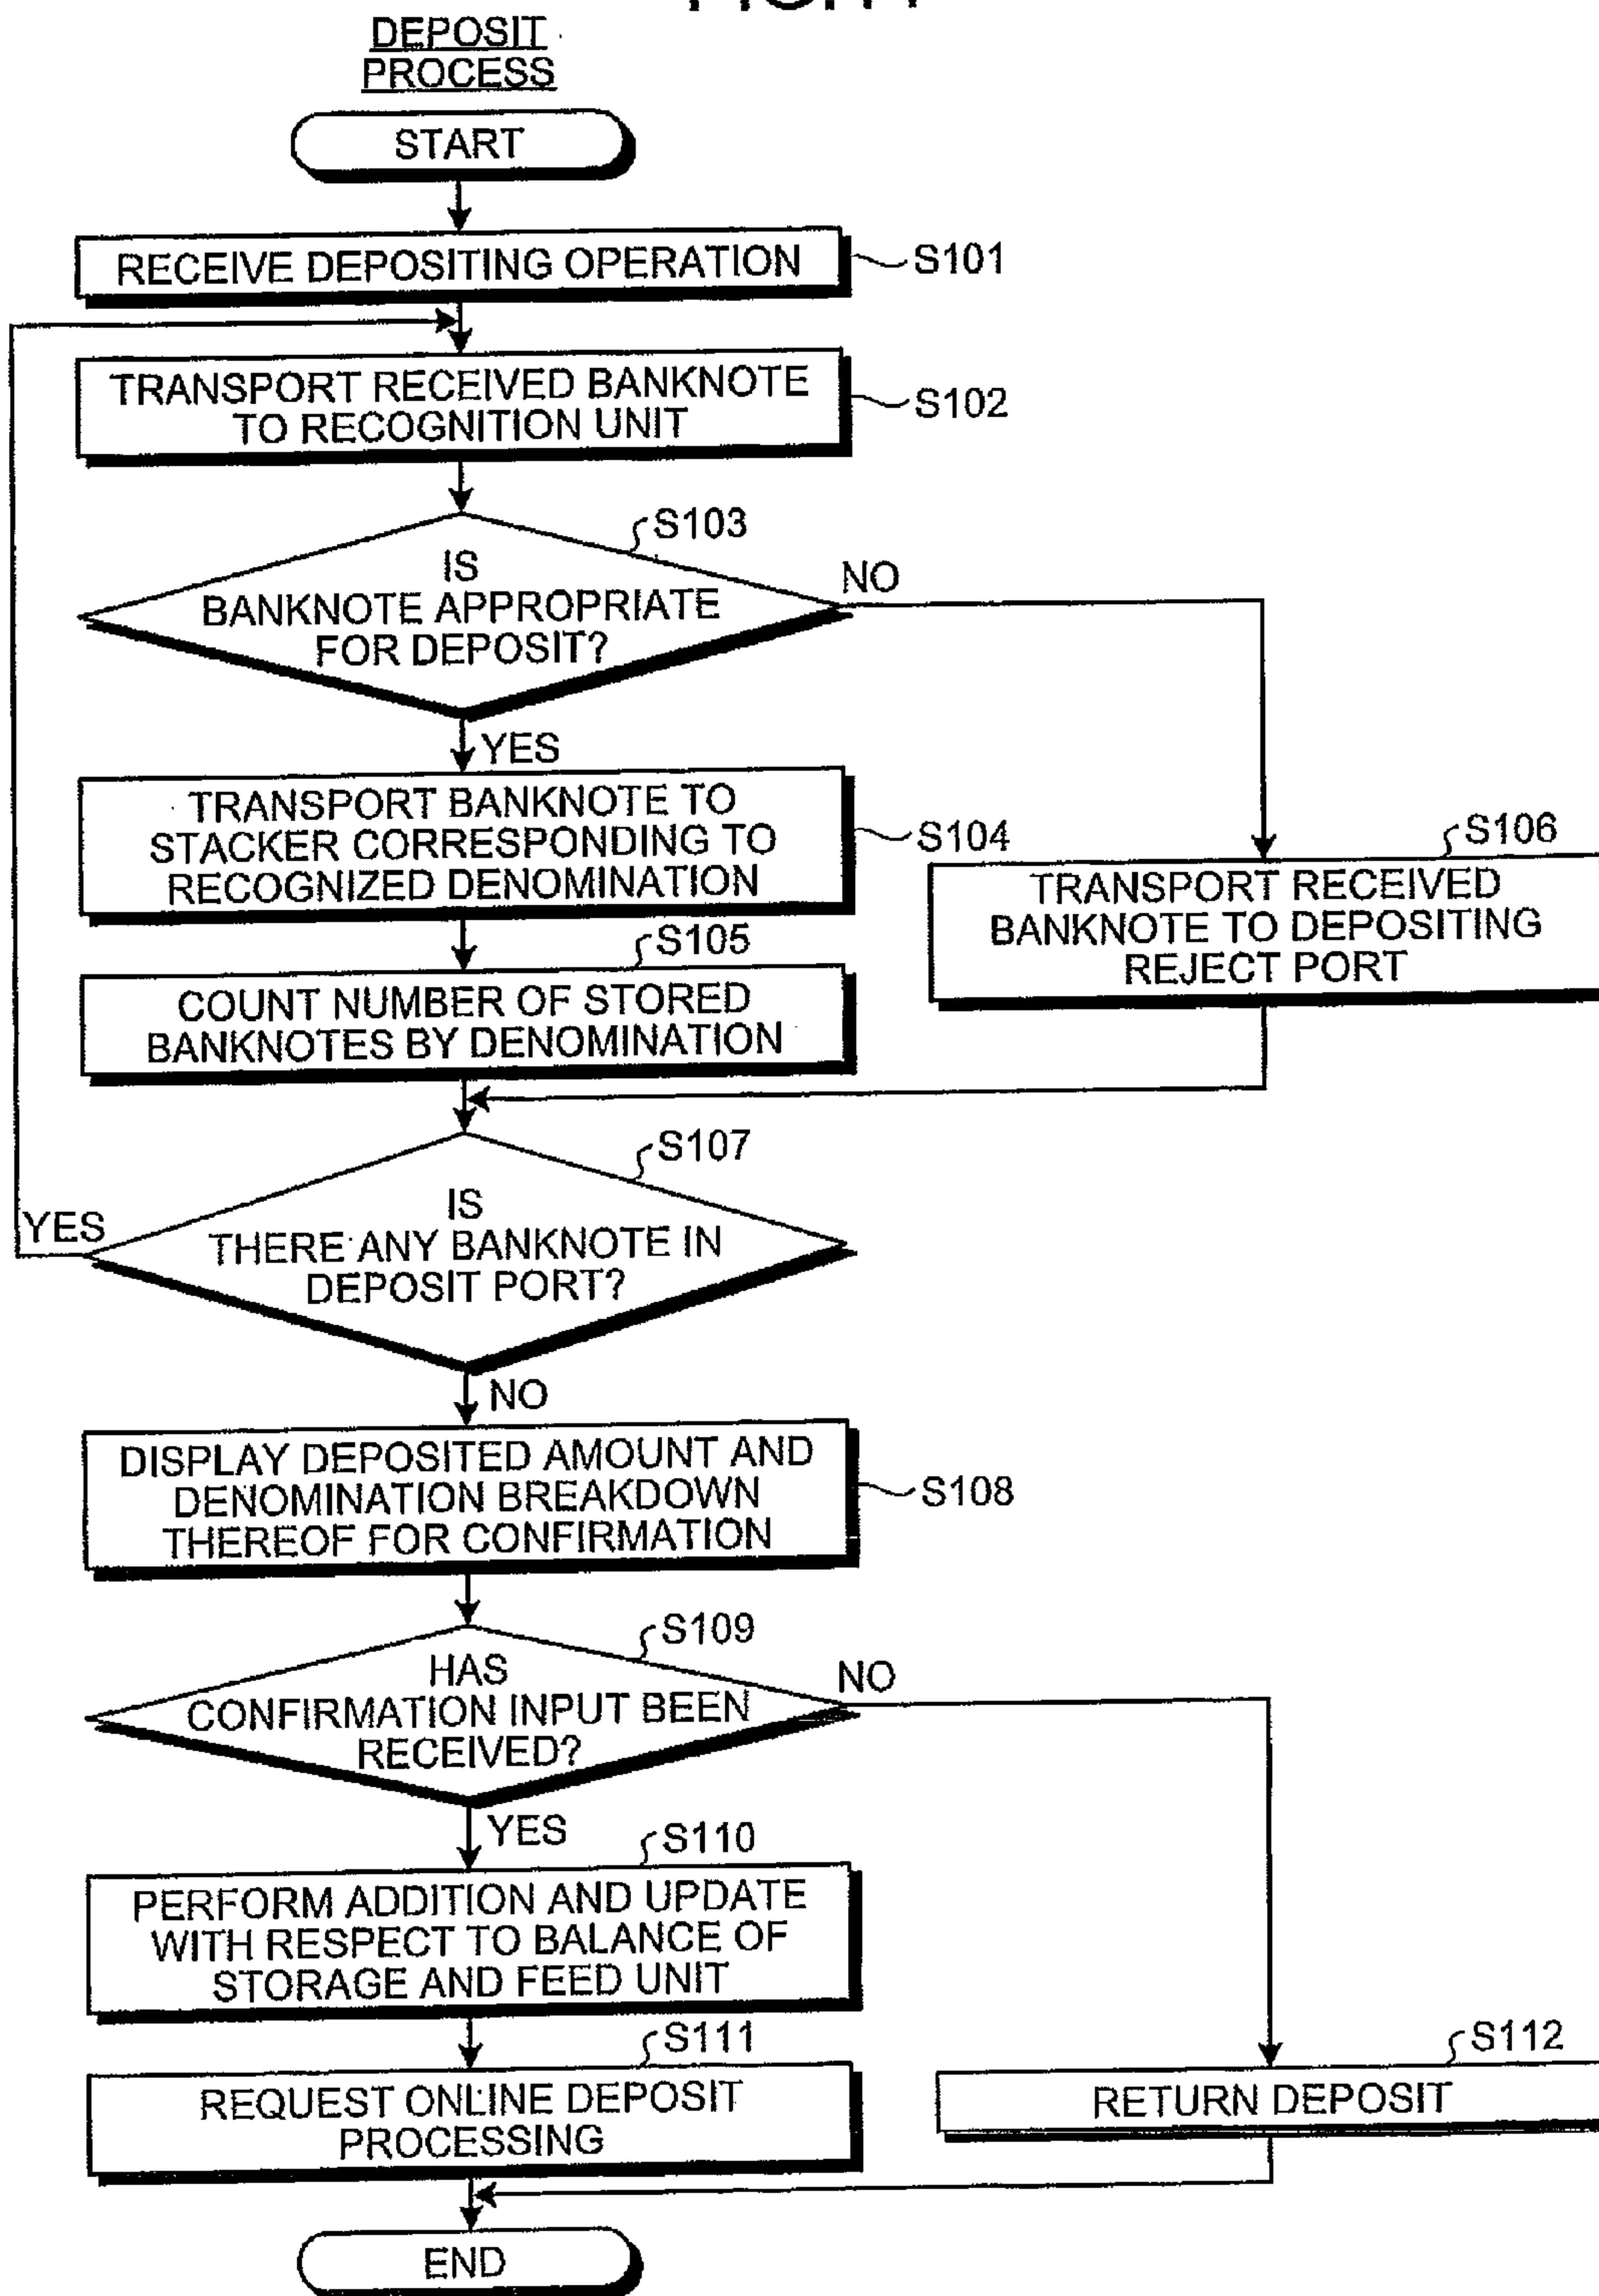 DEPOSIT
PROCESS
START
RECEIVE DEPOSITING OPERATION
S101
TRANSPORT RECEIVED BANKNOTE
TO RECOGNITION UNIT
S102
S103
IS
BANKNOTE APPROPRIATE
FOR DEPOSIT?
NO
YES
TRANSPORT BANKNOTE TO
STACKER CORRESPONDING TO
RECOGNIZED DENOMINATION
S104
S106
TRANSPORT RECEIVED
BANKNOTE TO DEPOSITING
REJECT PORT
S105
COUNT NUMBER OF STORED
BANKNOTES BY DENOMINATION
S107
IS
THERE ANY BANKNOTE IN
DEPOSIT PORT?
YES
NO
DISPLAY DEPOSITED AMOUNT AND
DENOMINATION BREAKDOWN
THEREOF FOR CONFIRMATION
S108
S109
HAS
CONFIRMATION INPUT BEEN
RECEIVED?
NO
YES
S110
PERFORM ADDITION AND UPDATE
WITH RESPECT TO BALANCE OF
STORAGE AND FEED UNIT
S111
REQUEST ONLINE DEPOSIT
PROCESSING
S112
RETURN DEPOSIT
END